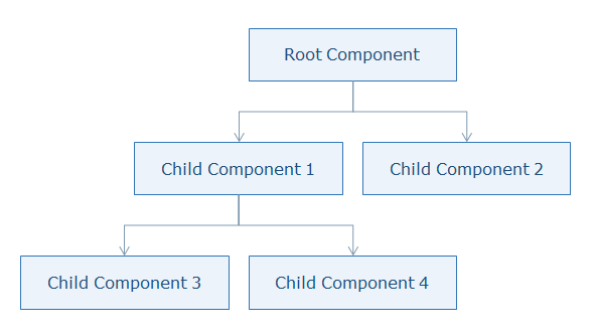 Root Component
Child Component 1
Child Component 2
Child Component 3
Child Component 4